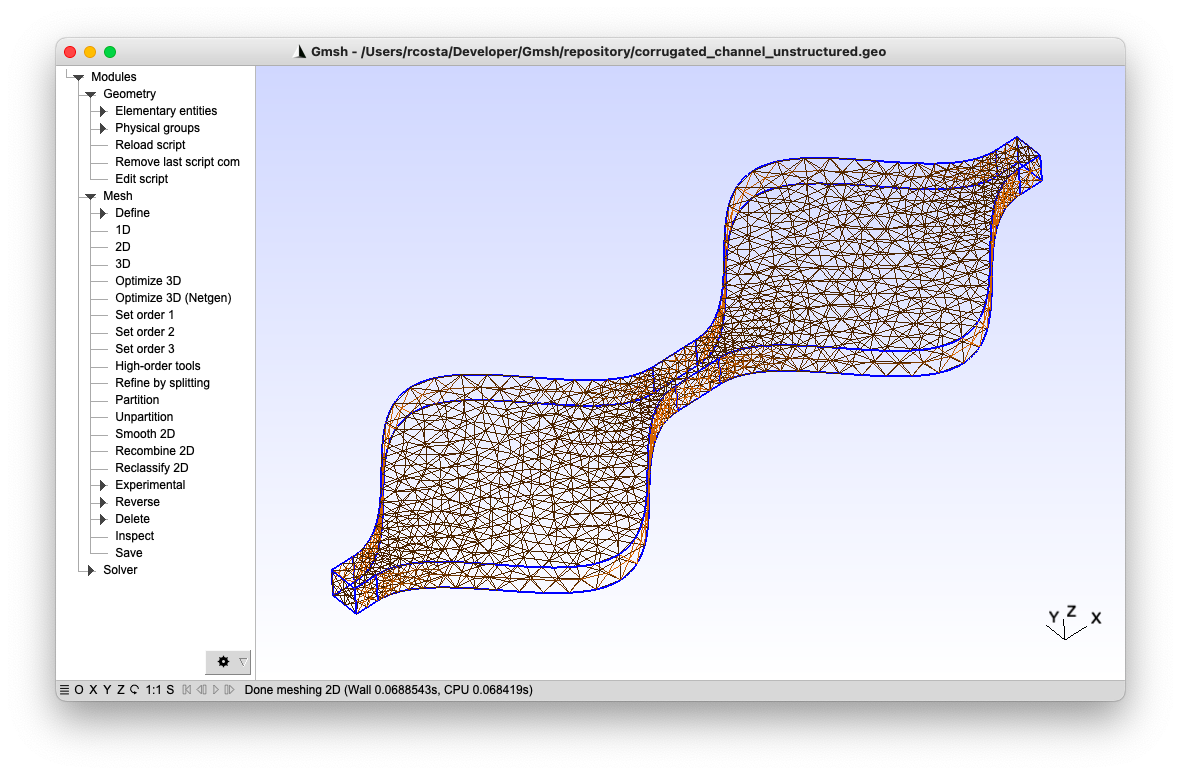 Gmsh - /Users/rcosta/Developer/Gmsh/repository/corrugated_channel_unstructured.geo
Modules
Geometry
Elementary entities
Physical groups
Reload script
Remove last script com
Edit script
Mesh
Define
1D
2D
3D
Optimize 3D
Optimize 3D (Netgen)
Set order 1
Set order 2
Set order 3
High-order tools
Refine by splitting
Partition
Unpartition
Smooth 2D
Recombine 2D
Reclassify 2D
Experimental
Reverse
Delete
Inspect
Save
Solver
Y Z X
O X Y Z 1:1 S Done meshing 2D (Wall 0.0688543s, CPU 0.068419s)